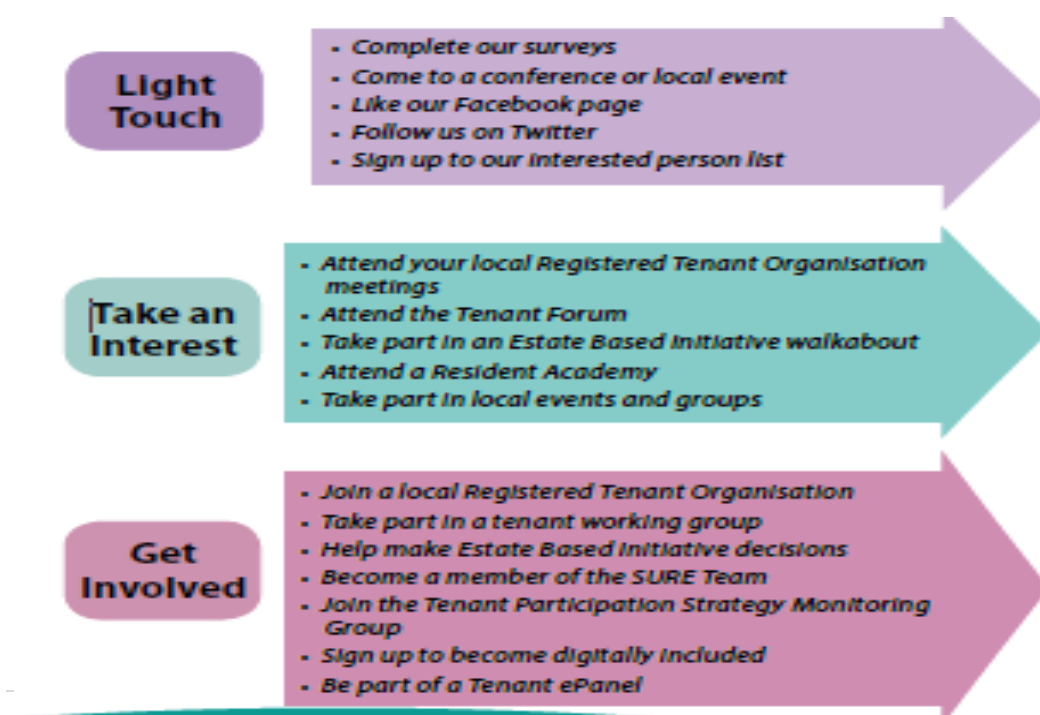 Light
Touch
- Complete our surveys
- Come to a conference or local event
- Like our Facebook page
- Follow us on Twitter
- Sign up to our interested person list
Take an
Interest
- Attend your local Registered Tenant Organisation
meetings
- Attend the Tenant Forum
- Take part in an Estate Based Initiative walkabout
- Attend a Resident Academy
- Take part in local events and groups
Get
Involved
- Join a local Registered Tenant Organisation
- Take part in a tenant working group
- Help make Estate Based Initiative decisions
- Become a member of the SURE Team
- Join the Tenant Participation Strategy Monitoring
Group
- Sign up to become digitally included
- Be part of a Tenant ePanel